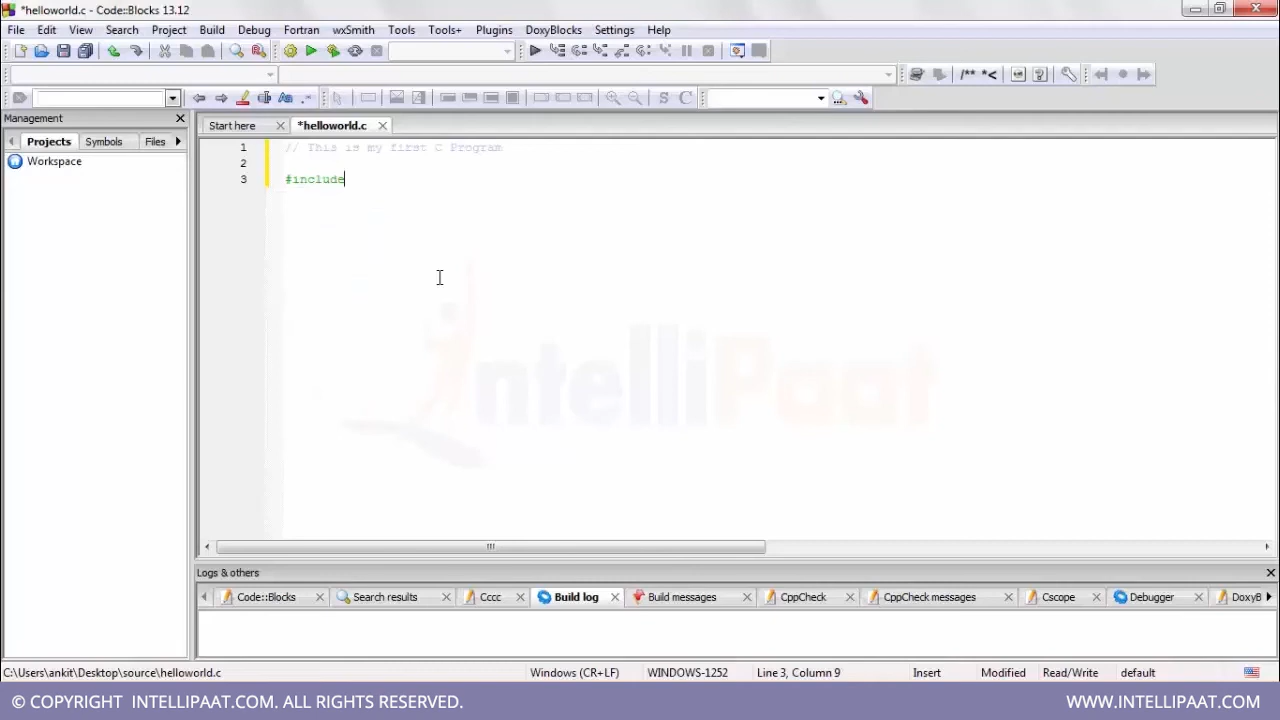 *helloworld.c - Code::Blocks 13.12
File Edit View Search Project Build Debug Fortran wxSmith Tools Tools+ Plugins DoxyBlocks Settings Help
/** *<
Management
Start here *helloworld.c
Projects Symbols Files
Workspace
1 // This is my first C Program
2
3 #include
intelliPaat
Logs & others
Code::Blocks Search results Cccc Build log Build messages CppCheck CppCheck messages Cscope Debugger DoxyB
C:\Users\ankit\Desktop\source\helloworld.c Windows (CR+LF) WINDOWS-1252 Line 3, Column 9 Insert Modified Read/Write default
© COPYRIGHT INTELLIPAAT.COM. ALL RIGHTS RESERVED. WWW.INTELLIPAAT.COM